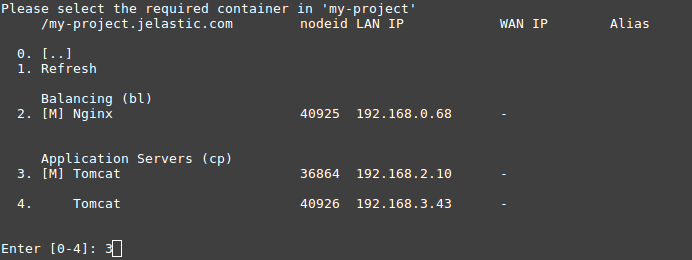 Please select the required container in 'my-project'
/my-project.jelastic.com nodeid LAN IP WAN IP Alias
0. [..]
1. Refresh
Balancing (bl)
2. [M] Nginx 40925 192.168.0.68 -
Application Servers (cp)
3. [M] Tomcat 36864 192.168.2.10 -
4. Tomcat 40926 192.168.3.43 -
Enter [0-4]: 3